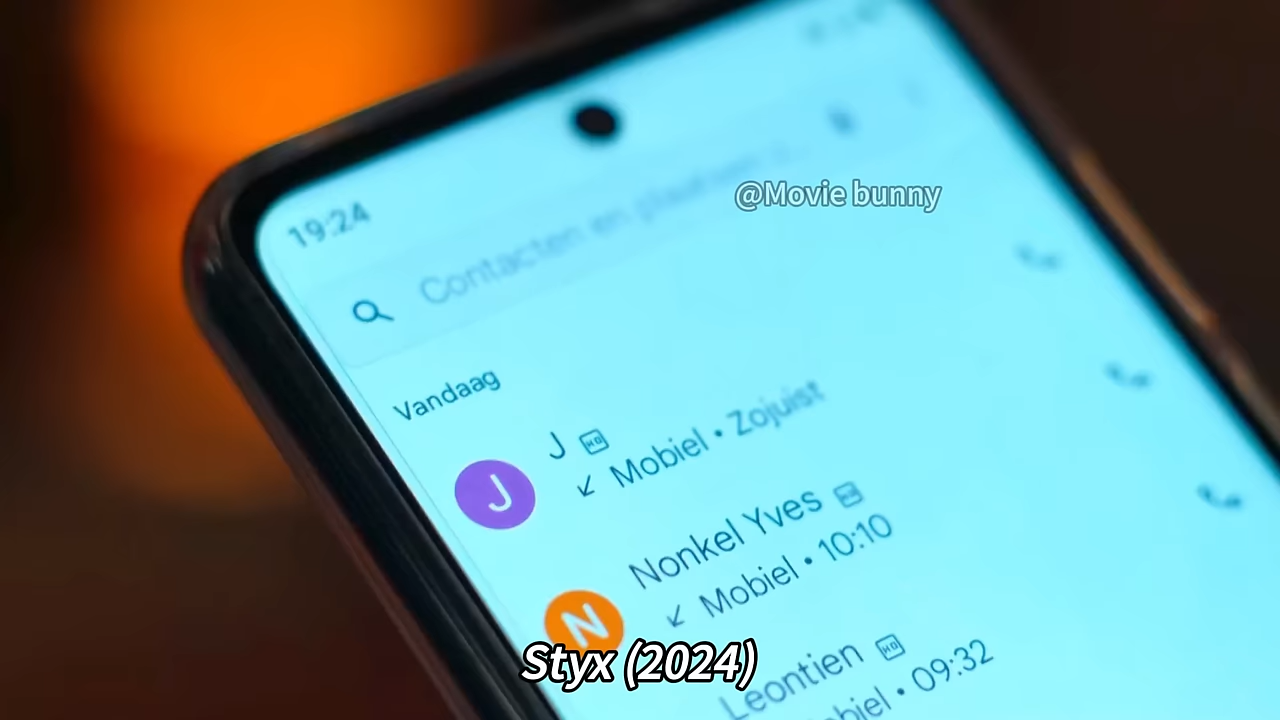 19:24
@Movie bunny
Contacten en plaatsen
Vandaag
J
Mobiel • Zojuist
J
Nonkel Yves
Mobiel • 10:10
N
Leontien
Mobiel • 09:32
Styx (2024)